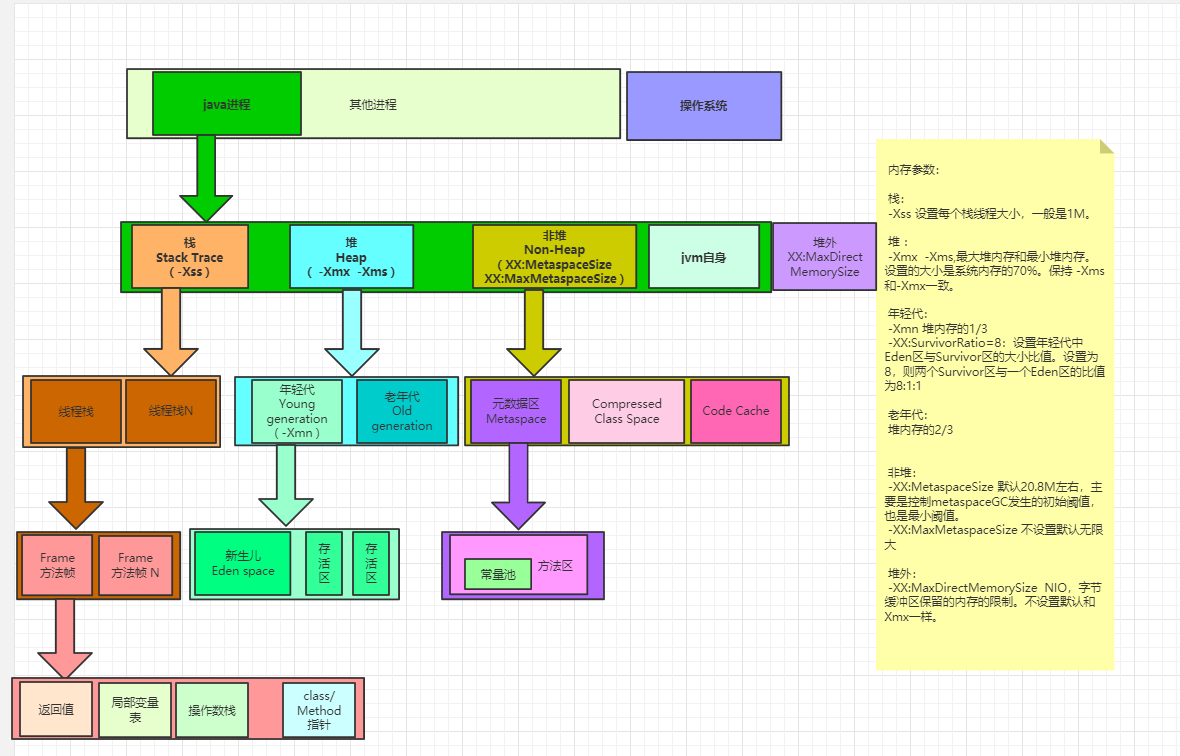 java进程
其他进程
操作系统
栈
Stack Trace
(-Xss)
堆
Heap
( -Xmx  -Xms )
非堆
Non-Heap
( XX:MetaspaceSize
XX:MaxMetaspaceSize )
jvm自身
堆外
XX:MaxDirect
MemorySize
线程栈
线程栈N
年轻代
Young
generation
( -Xmn )
老年代
Old
generation
元数据区
Metaspace
Compressed
Class Space
Code Cache
Frame
方法帧
Frame
方法帧 N
新生儿
Eden space
存
活
区
存
活
区
常量池
方法区
返回值
局部变量
表
操作数栈
class/
Method
指针
内存参数:
栈:
-Xss 设置每个栈线程大小，一般是1M。
堆 :
-Xmx  -Xms,最大堆内存和最小堆内存。
设置的大小是系统内存的70%。保持 -Xms
和-Xmx一致。
年轻代:
-Xmn 堆内存的1/3
-XX:SurvivorRatio=8：设置年轻代中
Eden区与Survivor区的大小比值。设置为
8，则两个Survivor区与一个Eden区的比值
为8:1:1
老年代:
堆内存的2/3
非堆:
-XX:MetaspaceSize 默认20.8M左右，主
要是控制metaspaceGC发生的初始阈值，
也是最小阈值。
-XX:MaxMetaspaceSize 不设置默认无限
大
堆外:
-XX:MaxDirectMemorySize  NIO，字节
缓冲区保留的内存的限制。不设置默认和
Xmx一样。